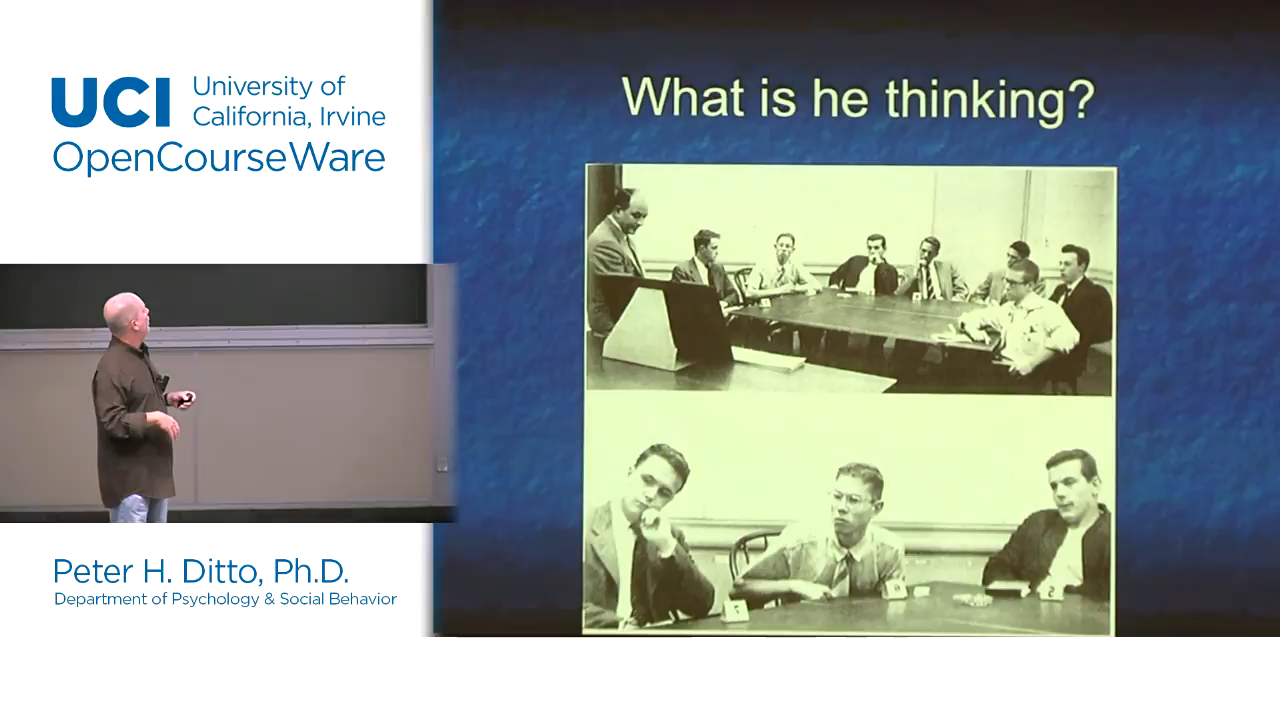 UCI University of
California, Irvine
OpenCourseWare
What is he thinking?
Peter H. Ditto, Ph.D.
Department of Psychology & Social Behavior